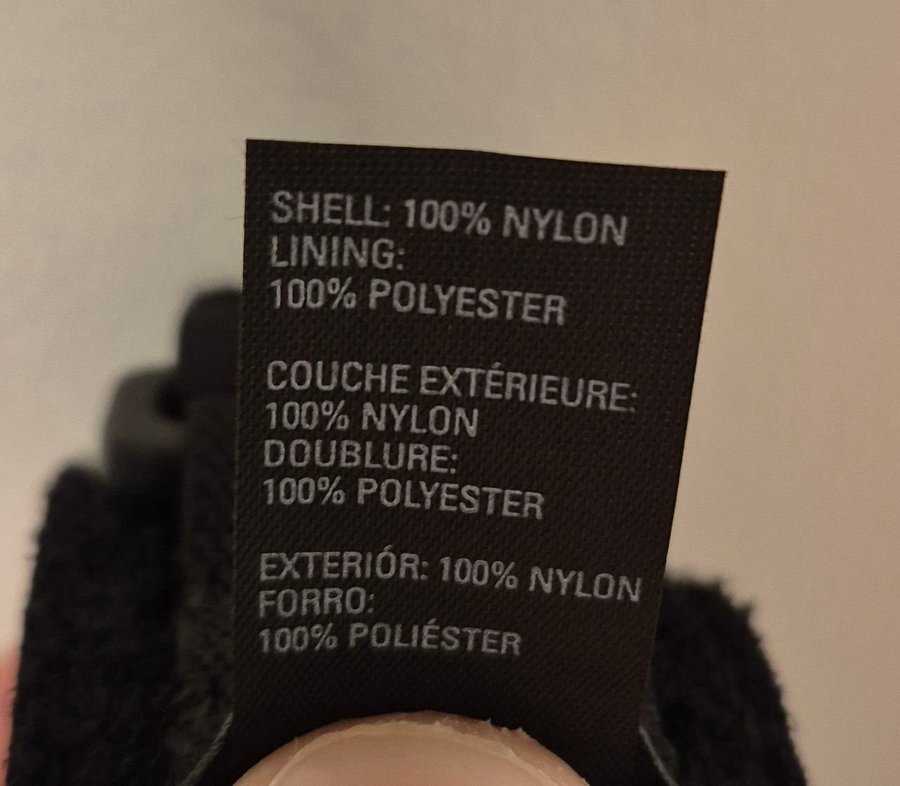 SHELL: 100% NYLON
LINING:
100% POLYESTER
COUCHE EXTÉRIEURE:
100% NYLON
DOUBLURE:
100% POLYESTER
EXTERIÓR: 100% NYLON
FORRO:
100% POLIÉSTER